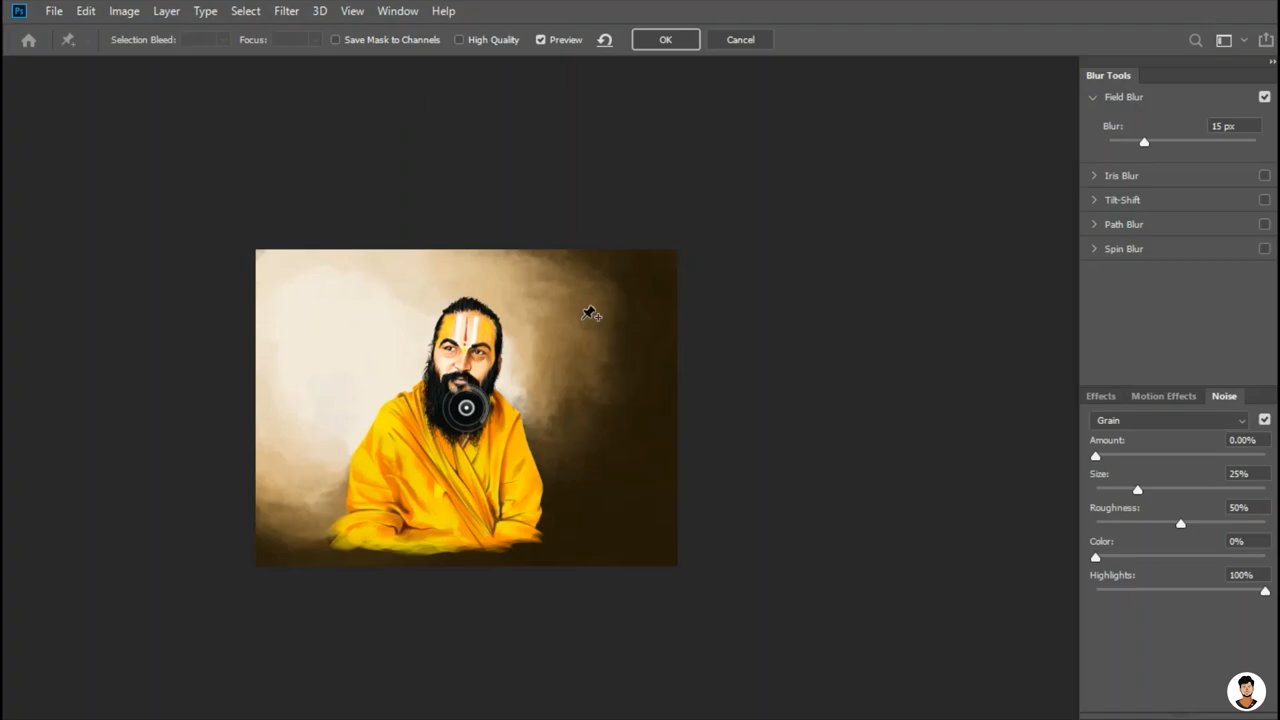 Ps File Edit Image Layer Type Select Filter 3D View Window Help
Selection Bleed: Focus: Save Mask to Channels High Quality Preview OK Cancel
Blur Tools
Field Blur
Blur: 15 px
Iris Blur
Tilt-Shift
Path Blur
Spin Blur
Effects Motion Effects Noise
Grain
Amount: 0.00%
Size: 25%
Roughness: 50%
Color: 0%
Highlights: 100%